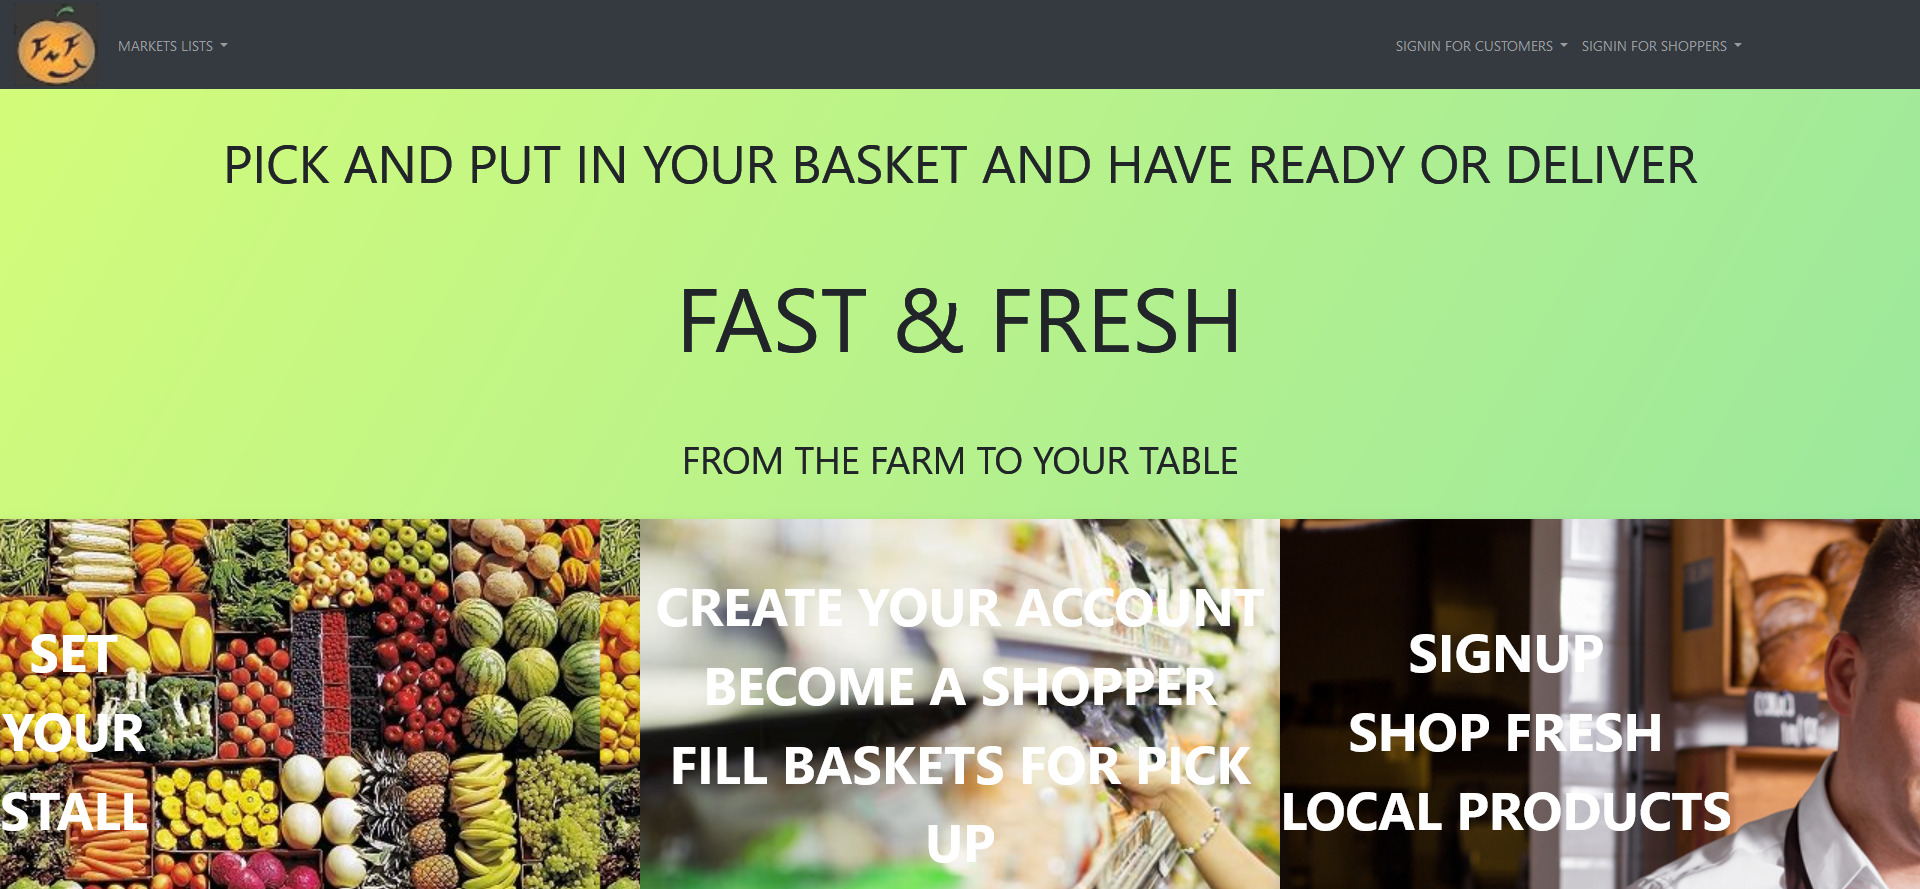 FnF
MARKETS LISTS
SIGNIN FOR CUSTOMERS
SIGNIN FOR SHOPPERS
PICK AND PUT IN YOUR BASKET AND HAVE READY OR DELIVER
FAST & FRESH
FROM THE FARM TO YOUR TABLE
SET
YOUR
STALL
CREATE YOUR ACCOUNT
BECOME A SHOPPER
FILL BASKETS FOR PICK
UP
SIGNUP
SHOP FRESH
LOCAL PRODUCTS